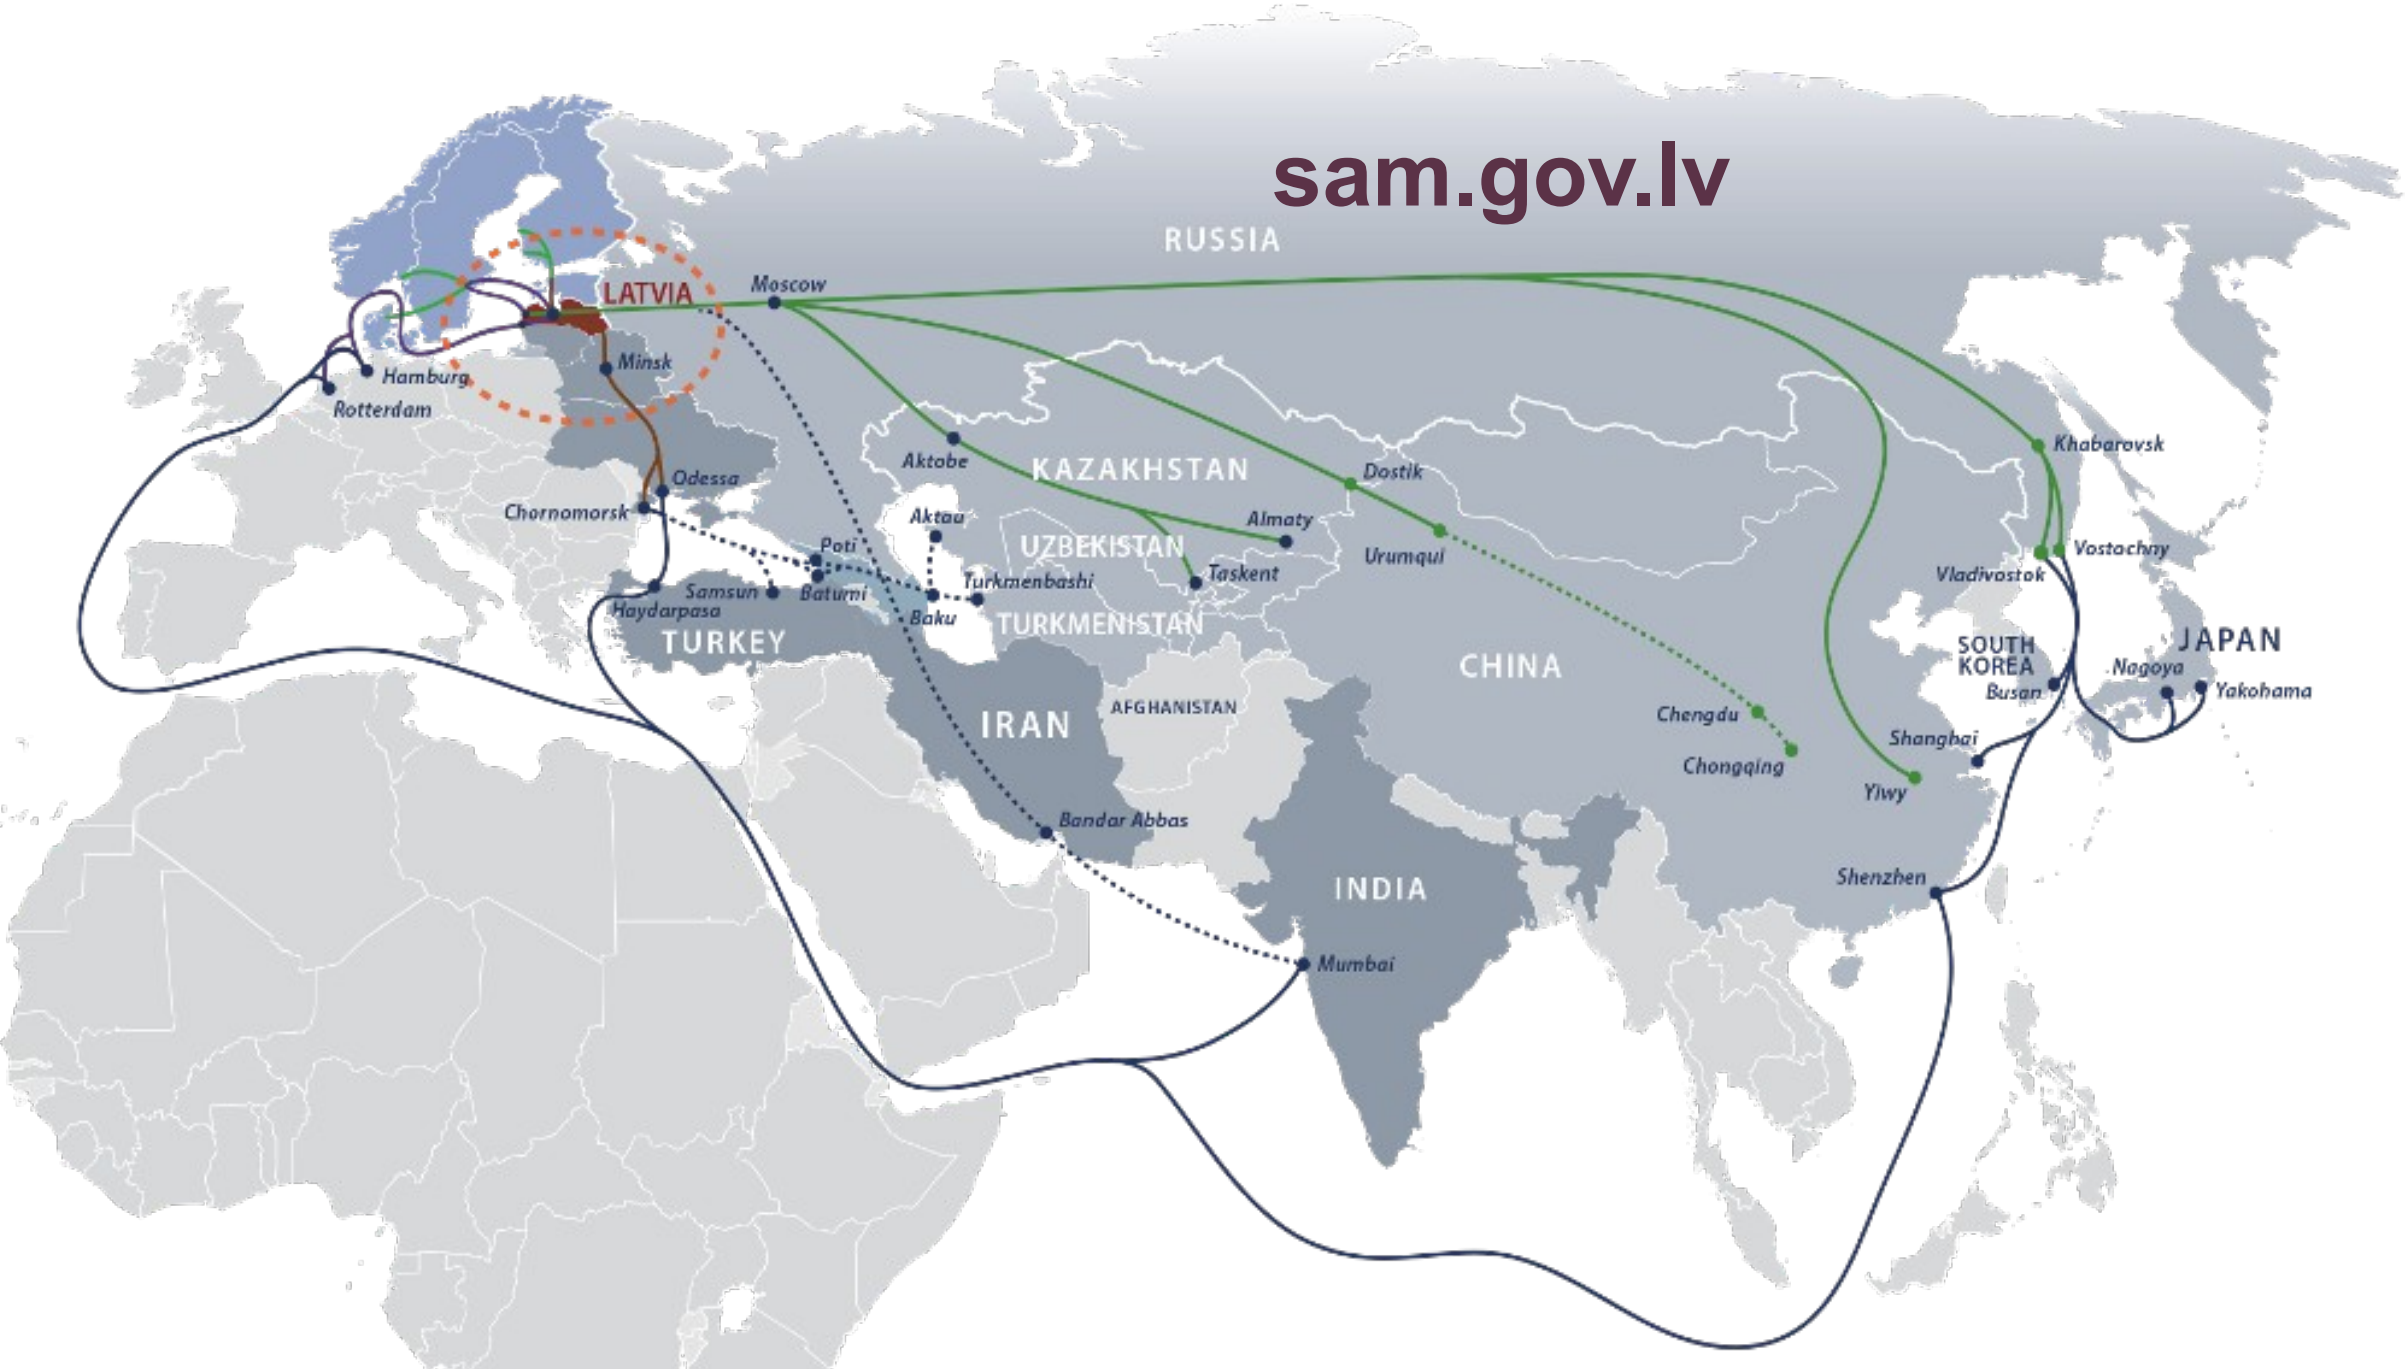 sam.gov.lv
RUSSIA
Moscow
LATVIA
Minsk
Hamburg
Rotterdam
Khabarovsk
Aktobe
KAZAKHSTAN
Dostik
Odessa
Chornomorsk
Aktau
Almaty
Poti
UZBEKISTAN
Urumqui
Vostochny
Taskent
Vladivostok
Turkmenbashi
Samsun
Batumi
Haydarpasa
Baku
TURKMENISTAN
TURKEY
SOUTH
KOREA
JAPAN
CHINA
Nagoya
Busan
Yakohama
AFGHANISTAN
IRAN
Chengdu
Shanghai
Chongqing
Yiwy
Bandar Abbas
Shenzhen
INDIA
Mumbai